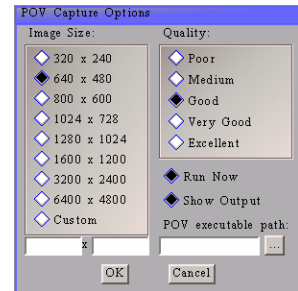 POV Capture Options
Image Size:
320 x 240
640 x 480
800 x 600
1024 x 728
1280 x 1024
1600 x 1200
3200 x 2400
6400 x 4800
Custom
x
Quality:
Poor
Medium
Good
Very Good
Excellent
Run Now
Show Output
POV executable path:
...
OK
Cancel